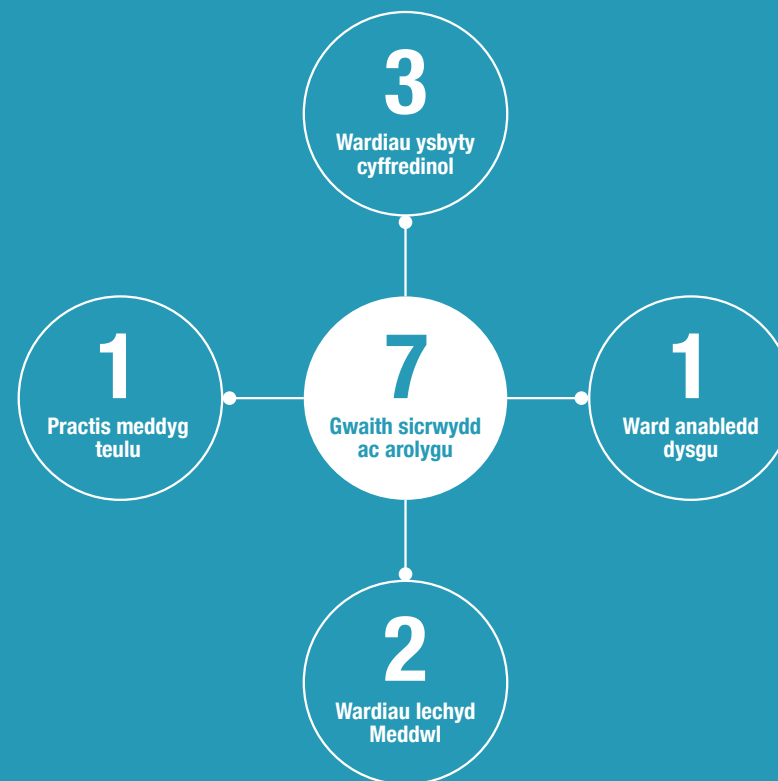 3
Wardiau ysbyty
cyffredinol
1
Practis meddyg
teulu
7
Gwaith sicrwydd
ac arolygu
1
Ward anabledd
dysgu
2
Wardiau Iechyd
Meddwl